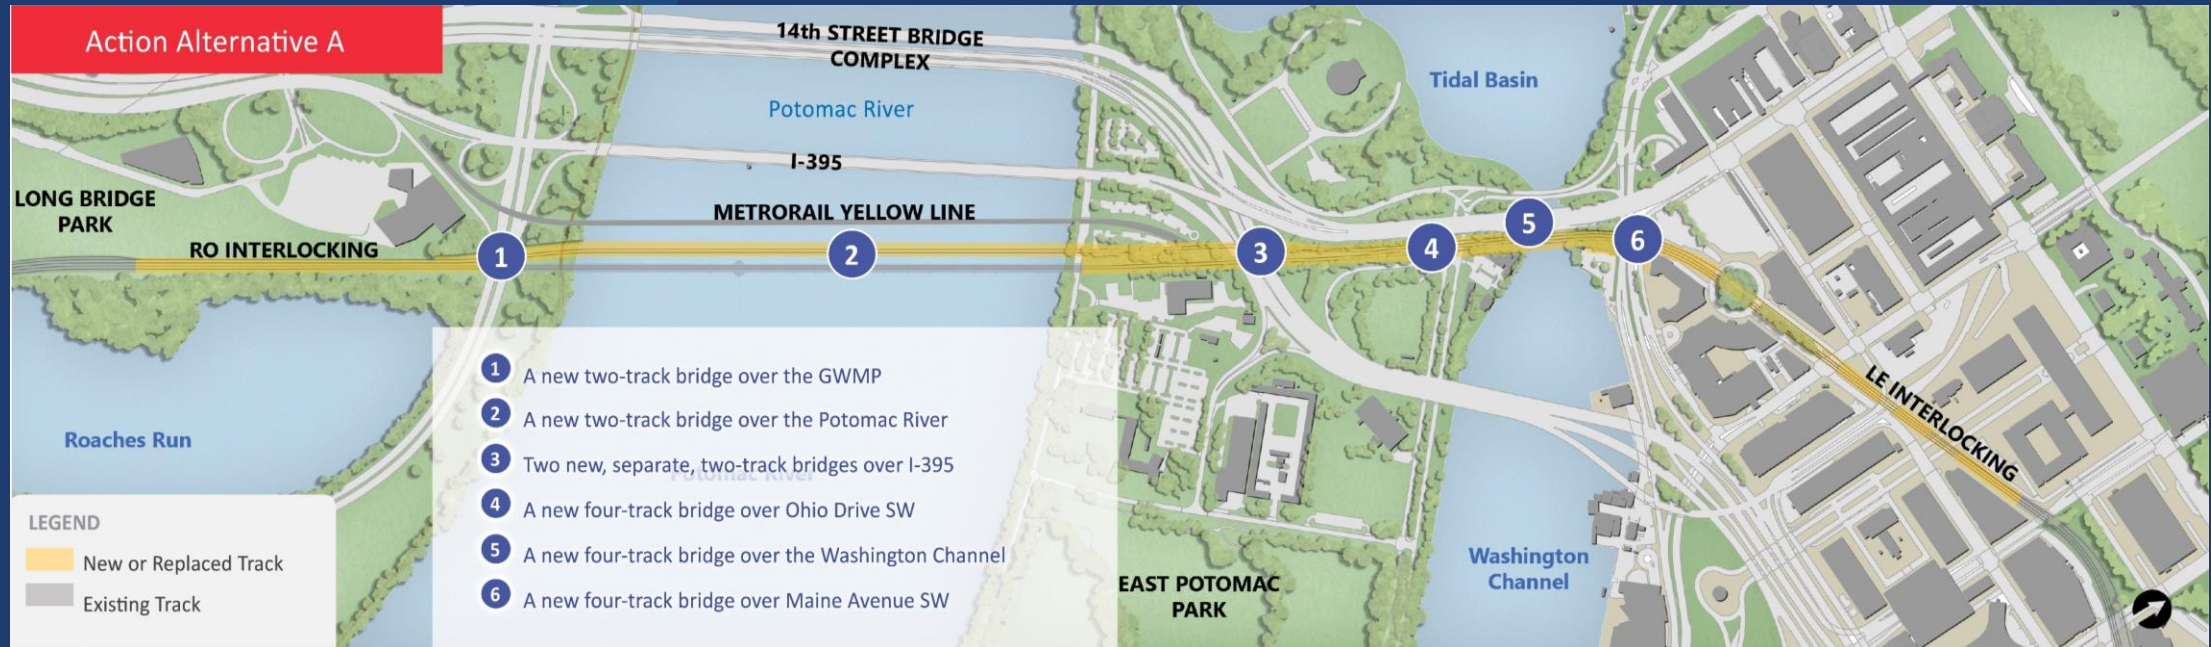 Action Alternative A
14th STREET BRIDGE
COMPLEX
Potomac River
Tidal Basin
I-395
LONG BRIDGE
PARK
METRORAIL YELLOW LINE
RO INTERLOCKING
1
2
3
4
5
6
LE INTERLOCKING
Roaches Run
1 A new two-track bridge over the GWMP
2 A new two-track bridge over the Potomac River
3 Two new, separate, two-track bridges over I-395
Potomac River
4 A new four-track bridge over Ohio Drive SW
5 A new four-track bridge over the Washington Channel
6 A new four-track bridge over Maine Avenue SW
LEGEND
New or Replaced Track
Existing Track
EAST POTOMAC
PARK
Washington
Channel